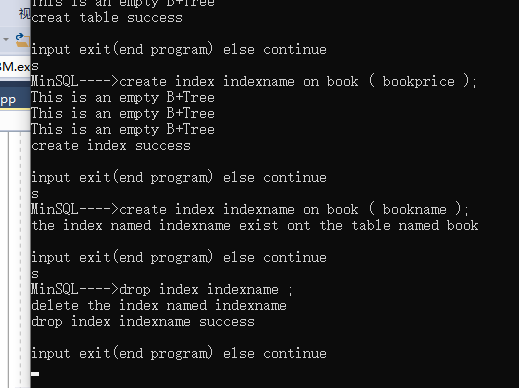 This is an empty B+Tree
creat table success
input exit(end program) else continue
s
MinSQL---->create index indexname on book ( bookprice );
This is an empty B+Tree
This is an empty B+Tree
This is an empty B+Tree
create index success
input exit(end program) else continue
s
MinSQL---->create index indexname on book ( bookname );
the index named indexname exist ont the table named book
input exit(end program) else continue
s
MinSQL---->drop index indexname ;
delete the index named indexname
drop index indexname success
input exit(end program) else continue
视
3M.ex
pp